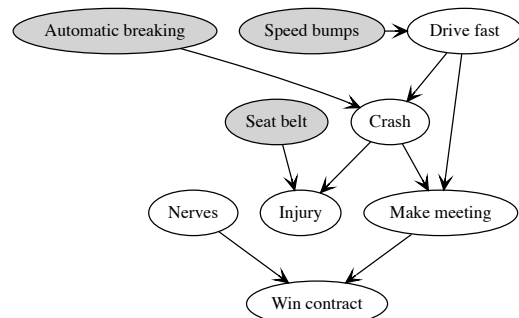 Automatic breaking
Speed bumps
Drive fast
Seat belt
Crash
Nerves
Injury
Make meeting
Win contract